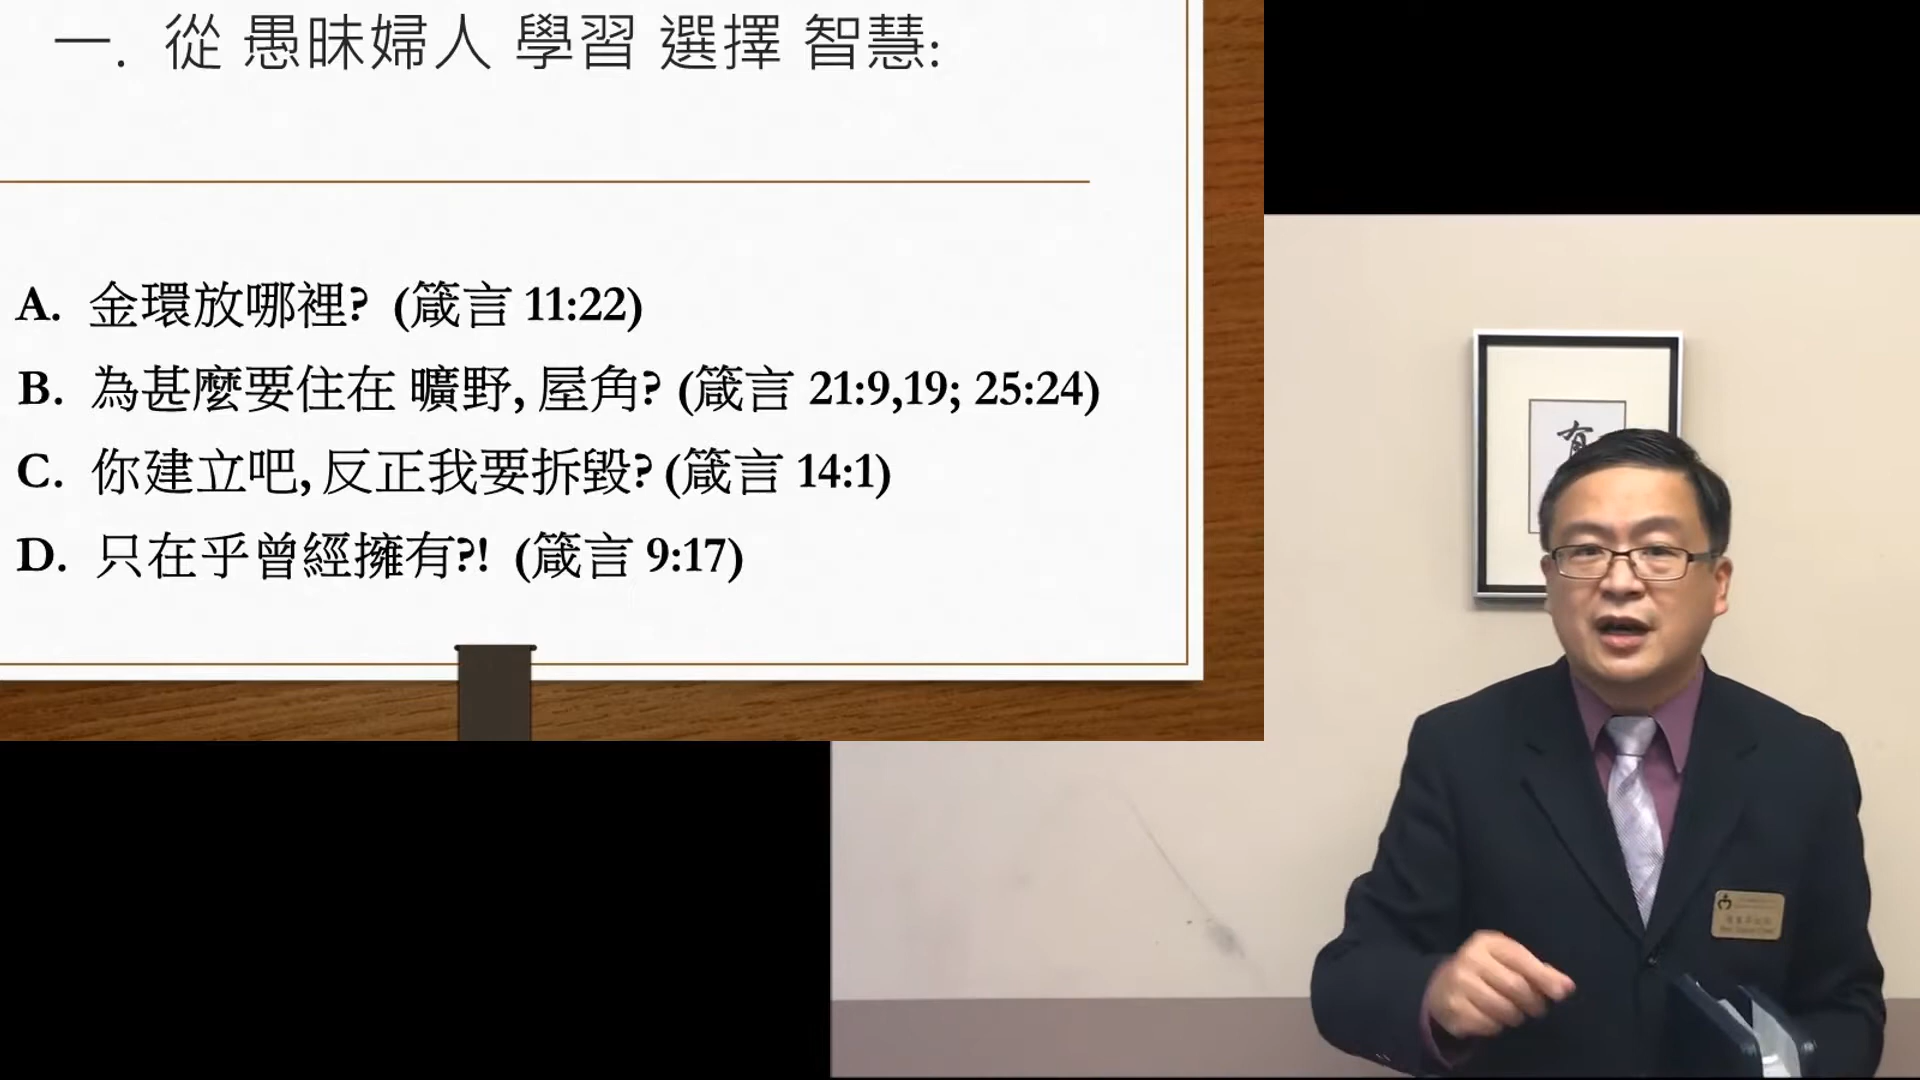 一. 從 愚昧婦人 學習 選擇 智慧:
A. 金環放哪裡? (箴言 11:22)
B. 為甚麼要住在 曠野, 屋角? (箴言 21:9,19; 25:24)
C. 你建立吧, 反正我要拆毀? (箴言 14:1)
D. 只在乎曾經擁有?! (箴言 9:17)
有